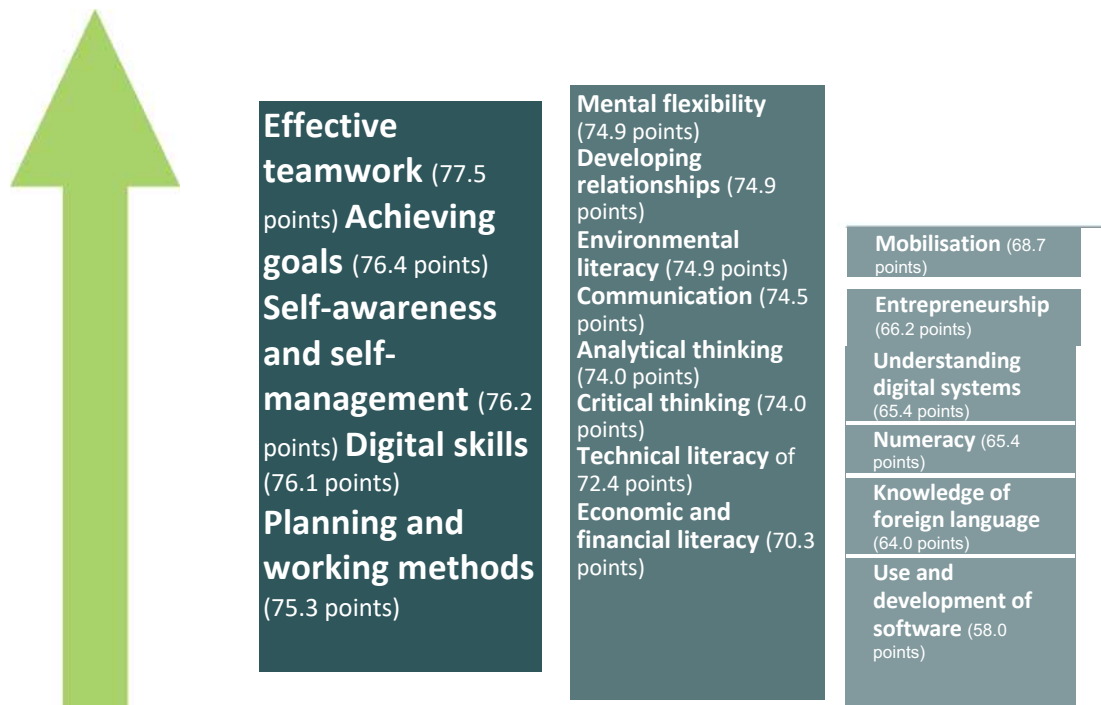 Effective
teamwork (77.5
points) Achieving
goals (76.4 points)
Self-awareness
and self-
management (76.2
points) Digital skills
(76.1 points)
Planning and
working methods
(75.3 points)
Mental flexibility
(74.9 points)
Developing
relationships (74.9
points)
Environmental
literacy (74.9 points)
Communication (74.5
points)
Analytical thinking
(74.0 points)
Critical thinking (74.0
points)
Technical literacy of
72.4 points)
Economic and
financial literacy (70.3
points)
Mobilisation (68.7
points)
Entrepreneurship
(66.2 points)
Understanding
digital systems
(65.4 points)
Numeracy (65.4
points)
Knowledge of
foreign language
(64.0 points)
Use and
development of
software (58.0
points)